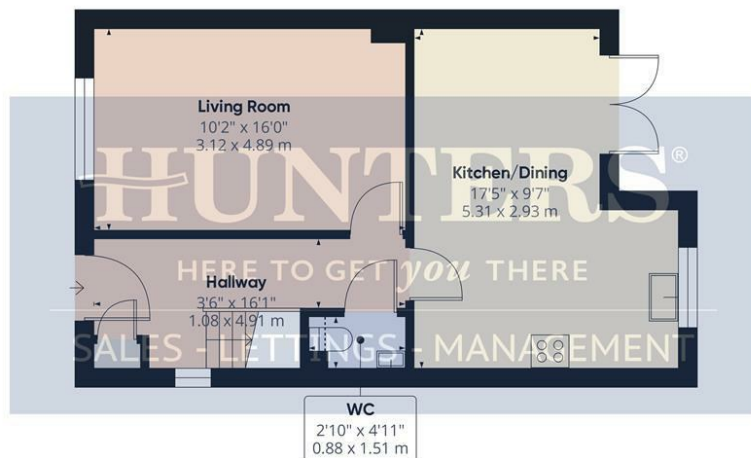 Living Room
10'2" x 16'0"
3.12 x 4.89 m
Kitchen/Dining
17'5" x 9'7"
5.31 x 2.93 m
HUNTERS®
HERE TO GET you THERE
Hallway
3'6" x 16'1"
1.08 x 4.91 m
SALES - LETTINGS - MANAGEMENT
WC
2'10" x 4'11"
0.88 x 1.51 m